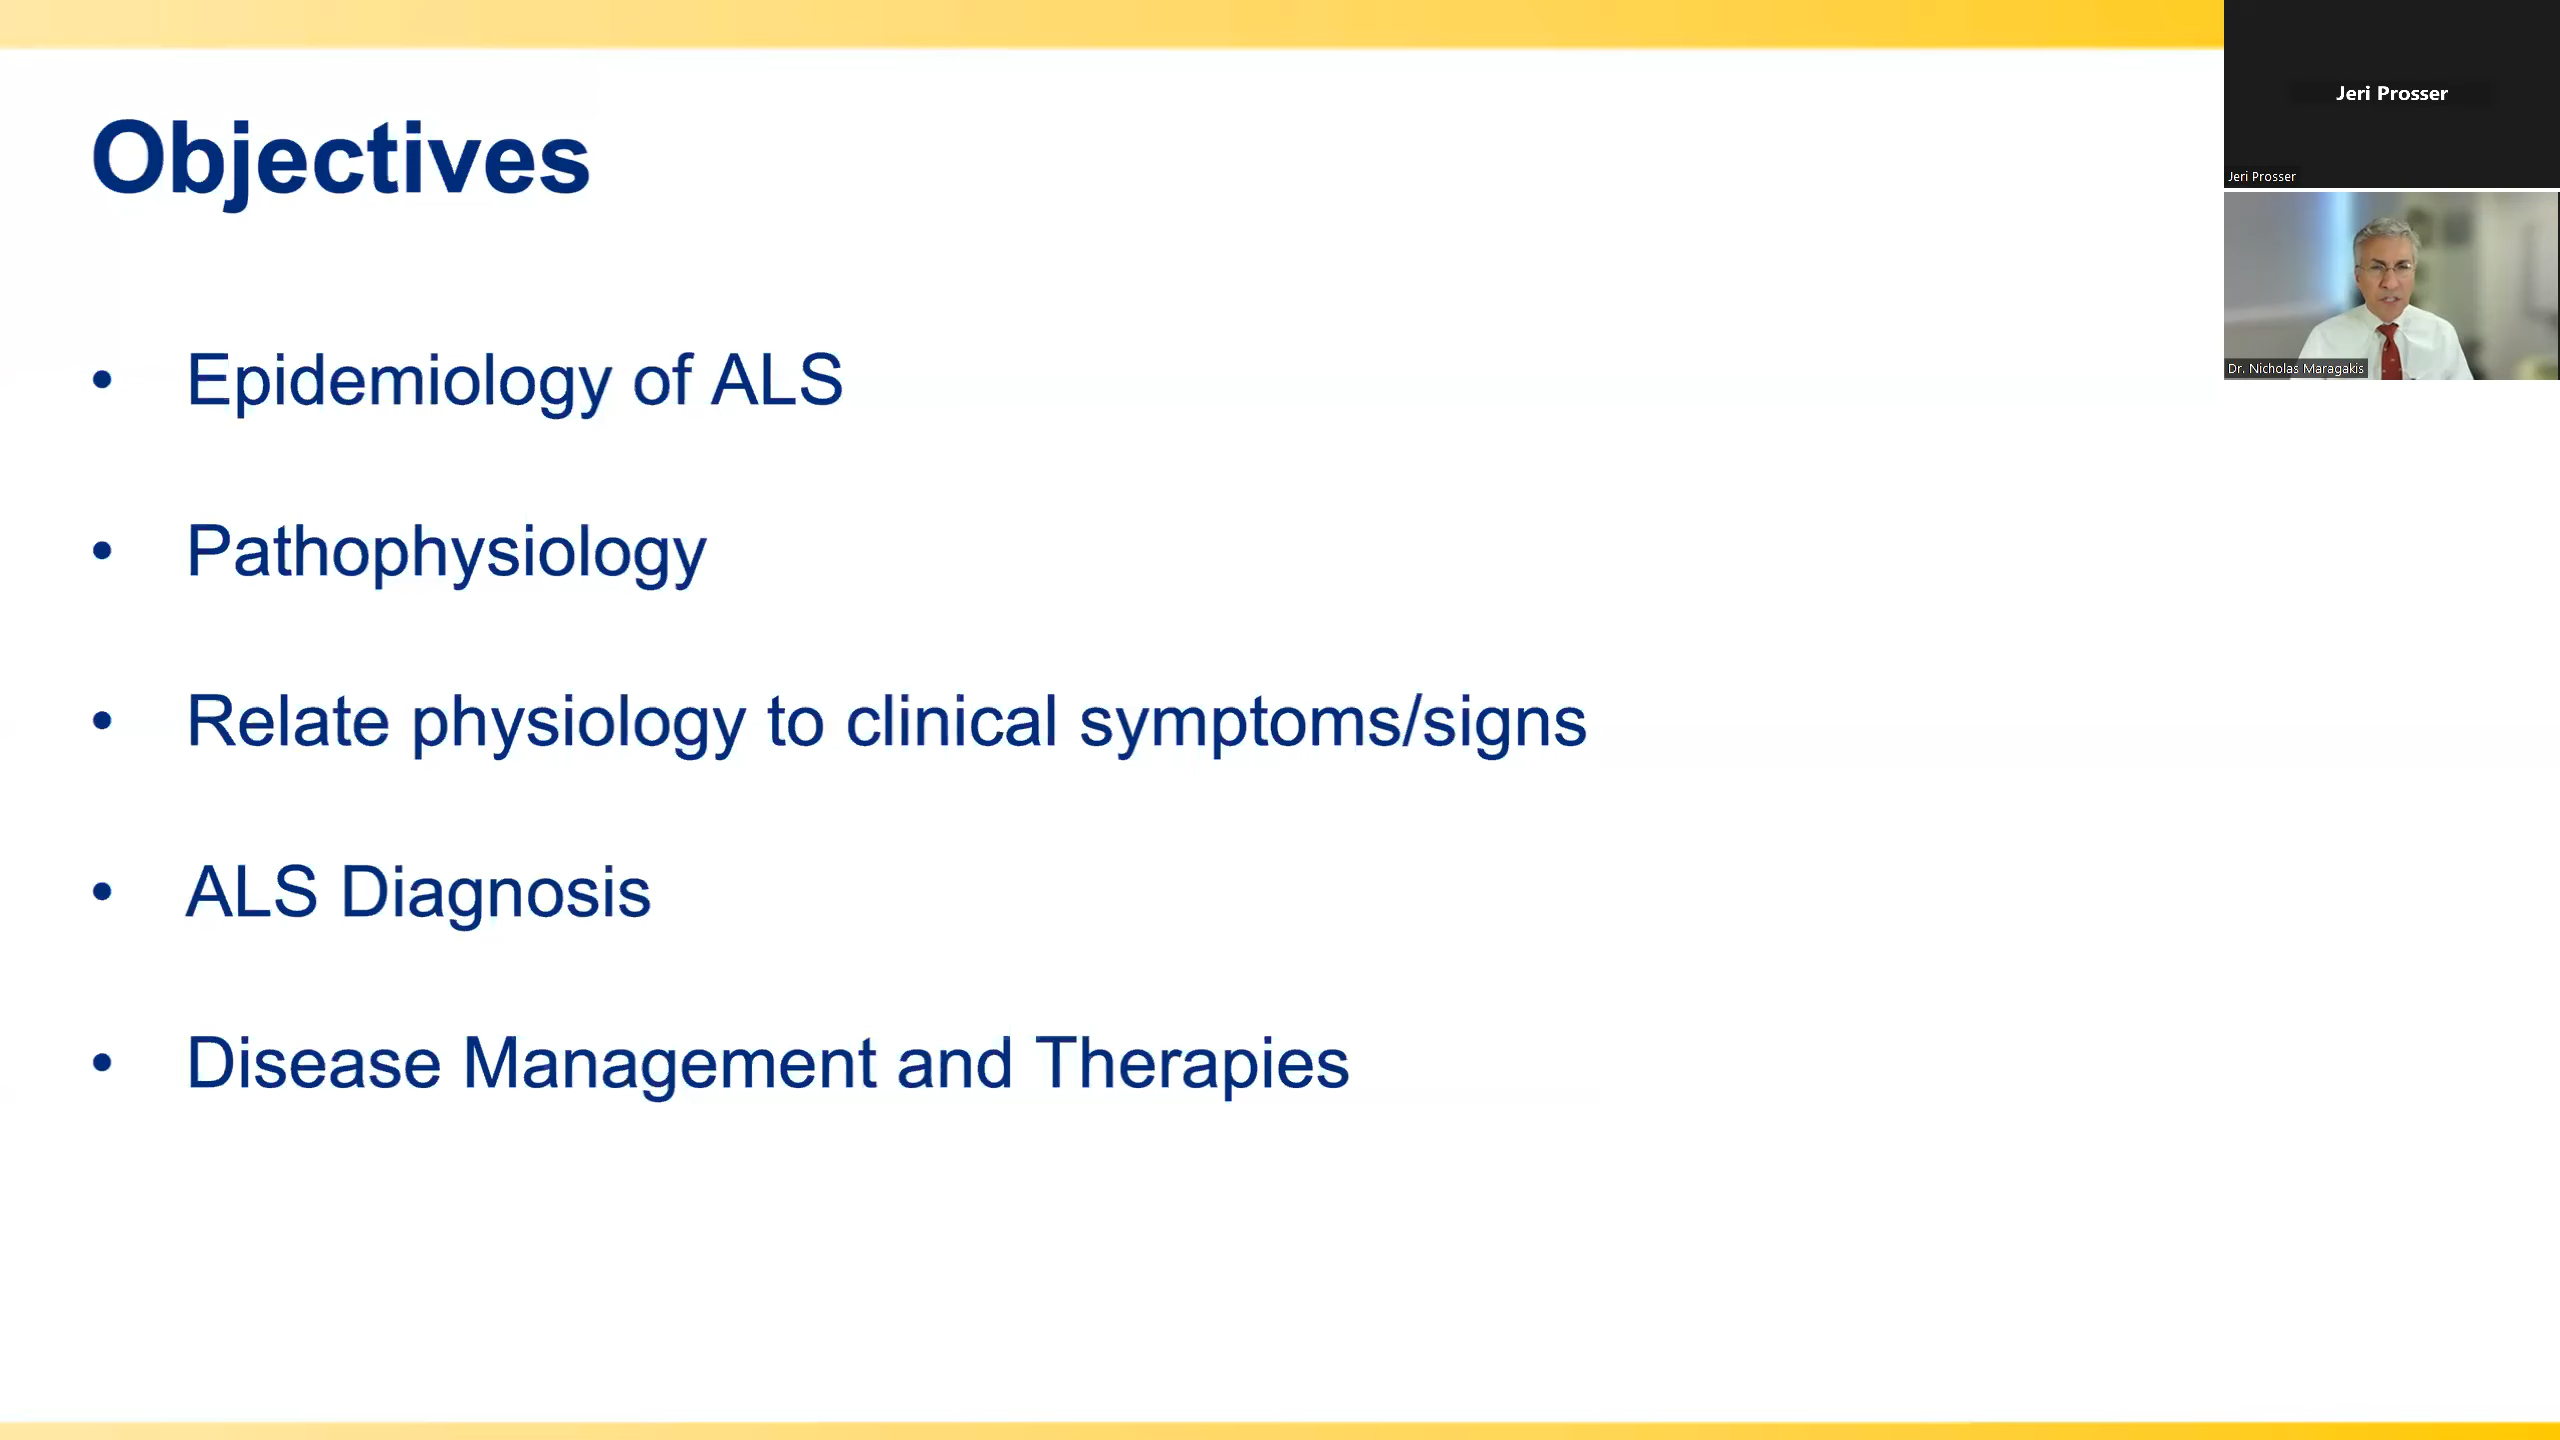 Objectives
• Epidemiology of ALS
• Pathophysiology
• Relate physiology to clinical symptoms/signs
• ALS Diagnosis
• Disease Management and Therapies
Jeri Prosser
Jeri Prosser
Dr. Nicholas Maragakis